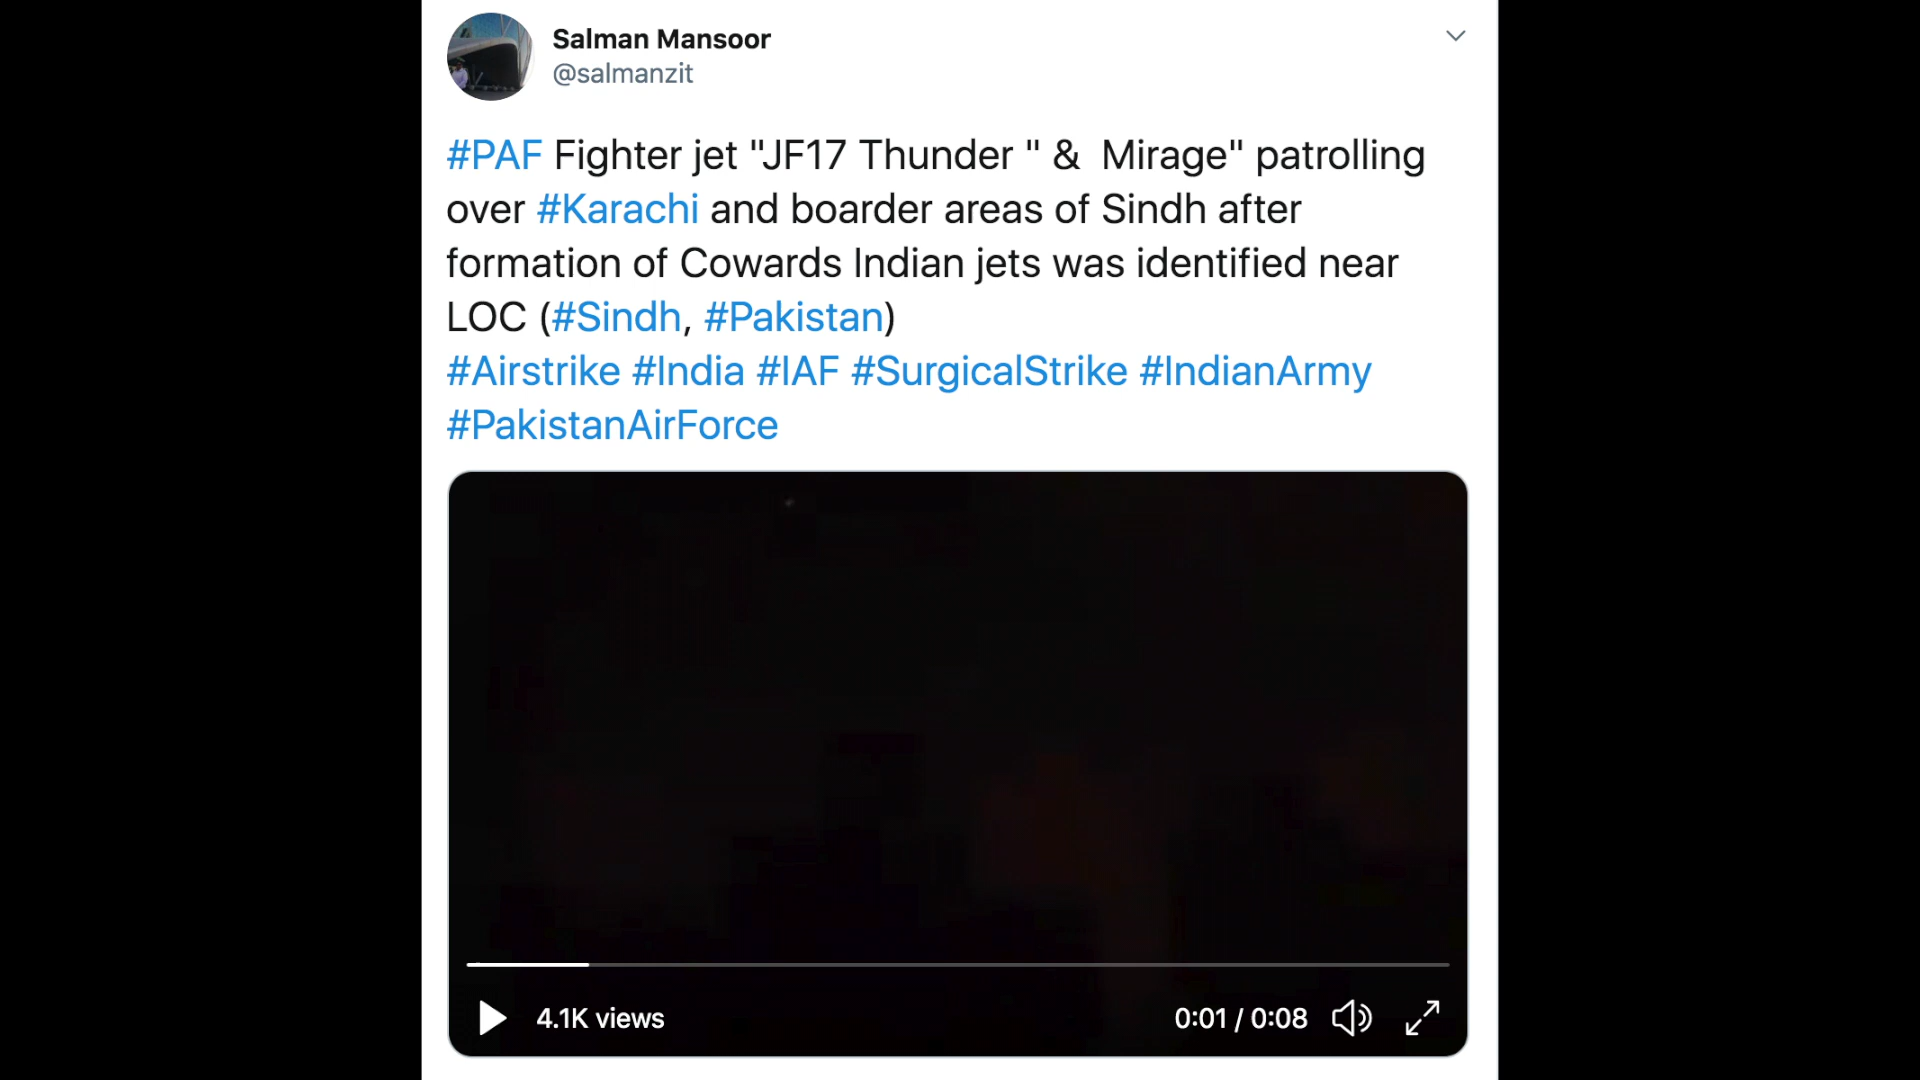 Salman Mansoor
@salmanzit
#PAF Fighter jet "JF17 Thunder " &  Mirage" patrolling
over #Karachi and boarder areas of Sindh after
formation of Cowards Indian jets was identified near
LOC (#Sindh, #Pakistan)
#Airstrike #India #IAF #SurgicalStrike #IndianArmy
#PakistanAirForce
4.1K views
0:01 / 0:08